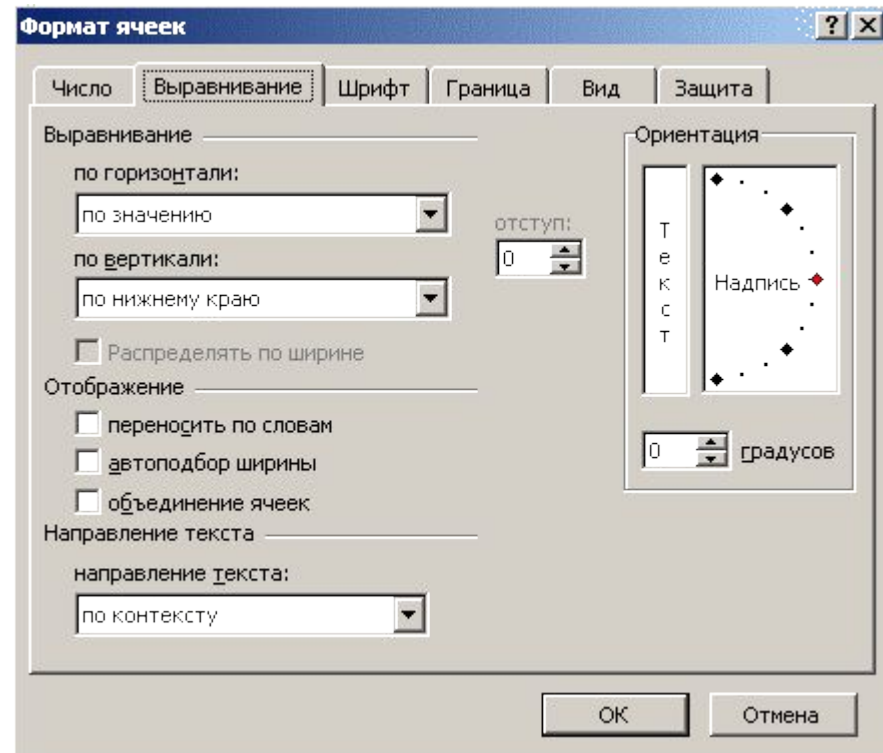 Формат ячеек
Число Выравнивание Шрифт Граница Вид Защита
Выравнивание
по горизонтали:
по значению
отступ:
0
по вертикали:
по нижнему краю
Распределять по ширине
Отображение
переносить по словам
автоподбор ширины
объединение ячеек
Направление текста
направление текста:
по контексту
Ориентация
Текст
Надпись
0 градусов
ОК Отмена